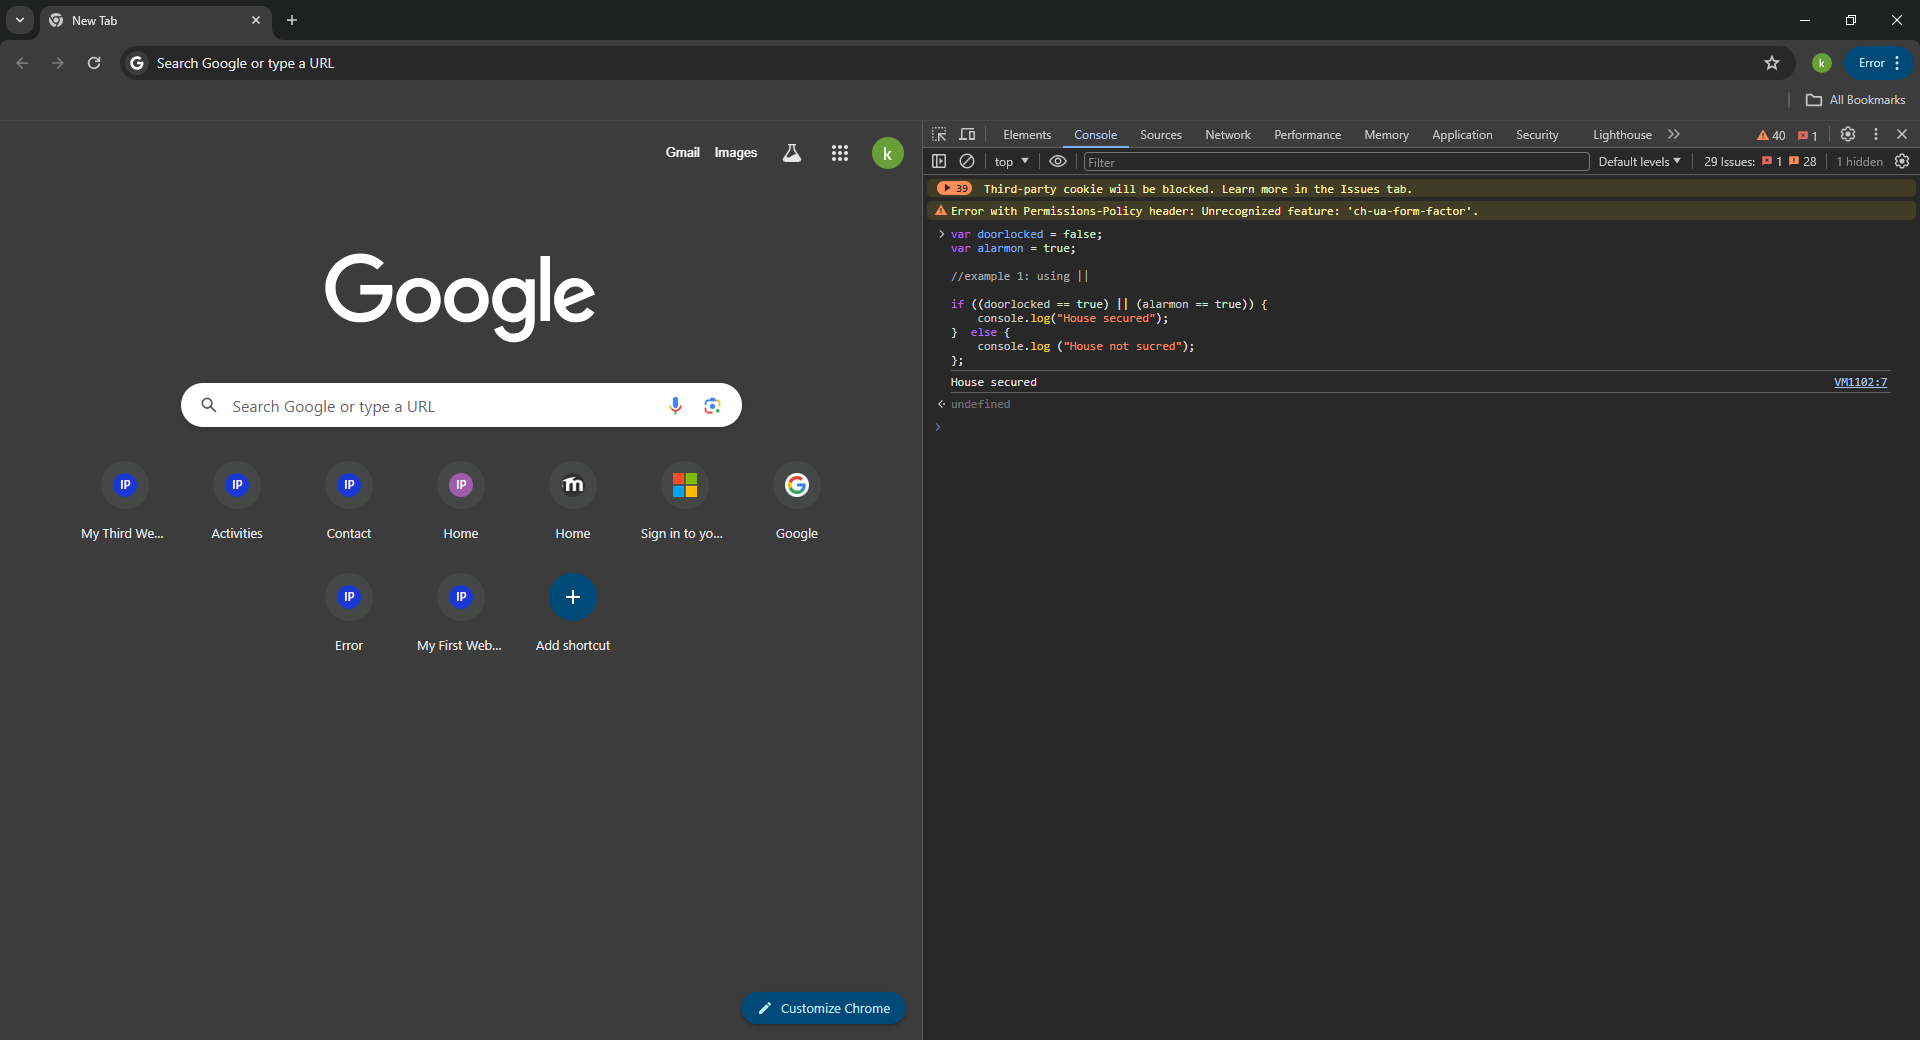 New Tab
Search Google or type a URL
k
Error
All Bookmarks
Gmail Images
k
Google
Search Google or type a URL
IP IP IP IP m G
My Third We... Activities Contact Home Home Sign in to yo... Google
IP IP
Error My First Web... Add shortcut
Customize Chrome
Elements Console Sources Network Performance Memory Application Security Lighthouse 40 1
top Filter Default levels 29 Issues: 1 28 1 hidden
39 Third-party cookie will be blocked. Learn more in the Issues tab.
Error with Permissions-Policy header: Unrecognized feature: 'ch-ua-form-factor'.
var doorlocked = false;
var alarmon = true;
//example 1: using ||
if ((doorlocked == true) || (alarmon == true)) {
console.log("House secured");
} else {
console.log ("House not sucred");
};
House secured VM1102:7
undefined